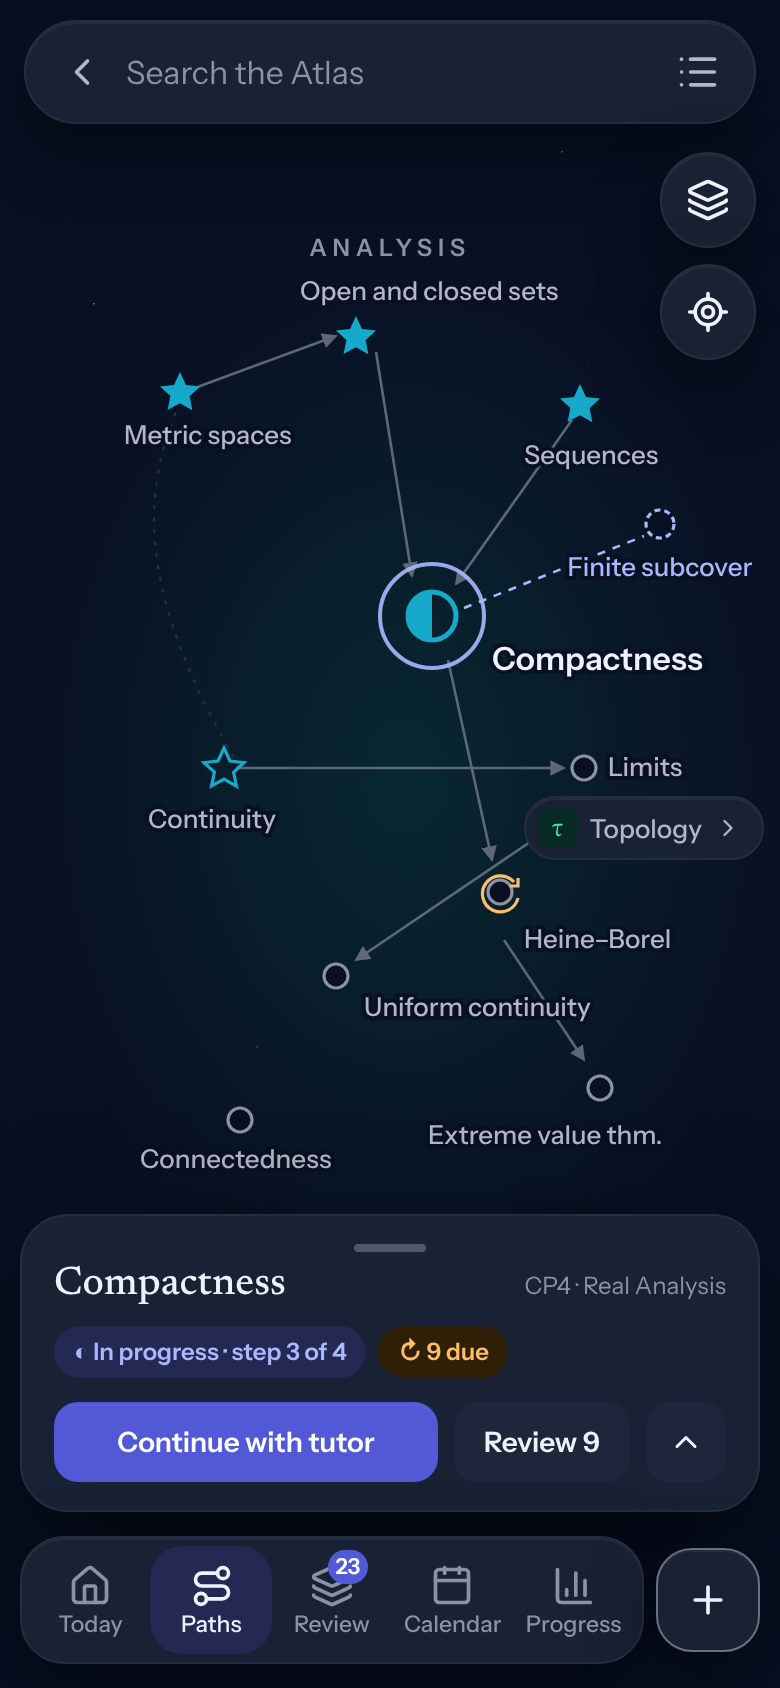 Search the Atlas
ANALYSIS
Open and closed sets
Metric spaces
Sequences
Finite subcover
Compactness
Limits
Continuity
τ Topology
Heine–Borel
Uniform continuity
Extreme value thm.
Connectedness
Compactness
CP4 · Real Analysis
In progress · step 3 of 4
9 due
Continue with tutor
Review 9
23
Today
Paths
Review
Calendar
Progress